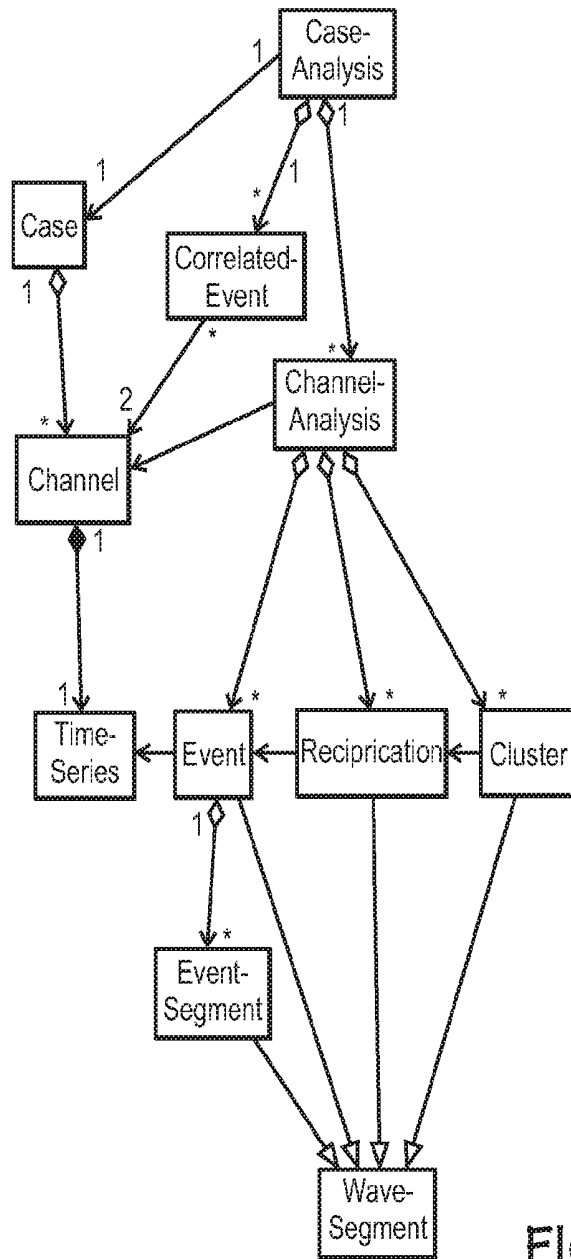 Case-
Analysis
1
1
1
1
*
Case
Correlated-
Event
1
*
*
Channel-
Analysis
2
*
Channel
1
*
*
*
1
Time-
Series
Event
Reciprication
Cluster
1
*
Event-
Segment
Wave-
Segment